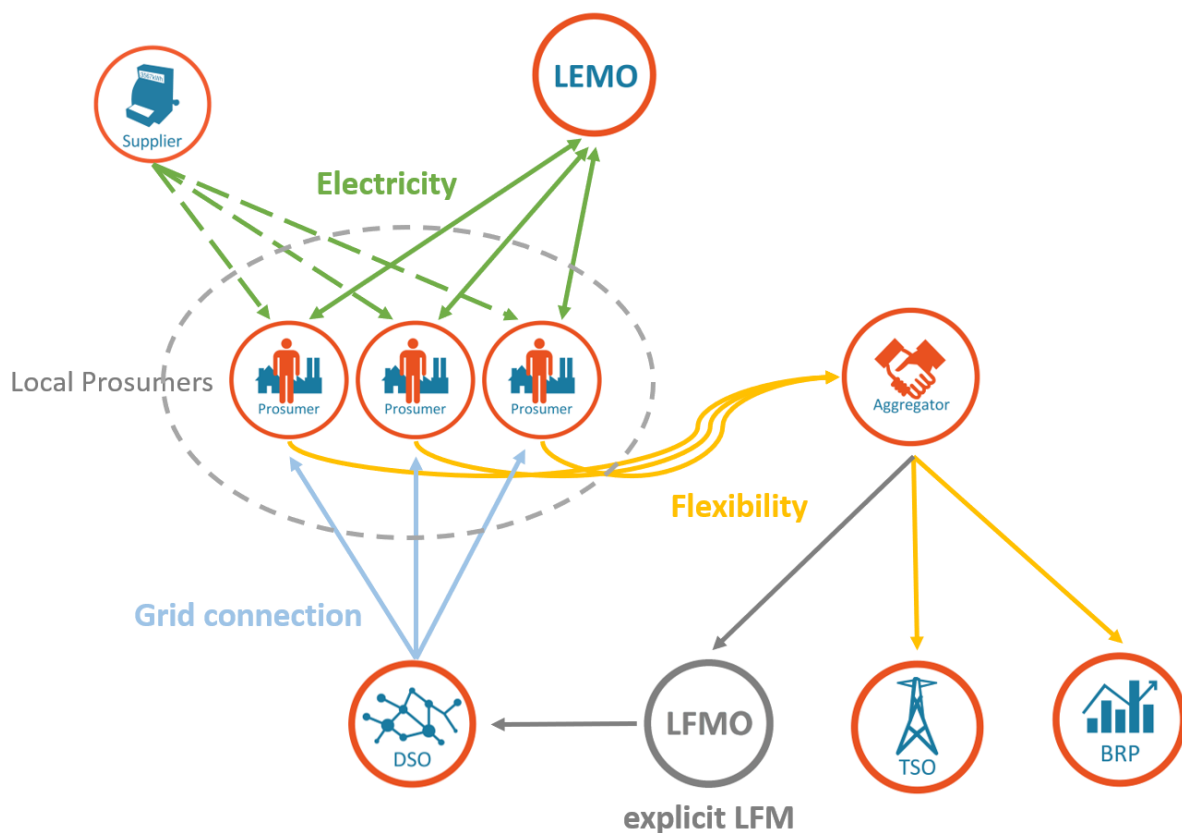 LEMO
Supplier
Electricity
Local Prosumers
Prosumer
Prosumer
Prosumer
Aggregator
Flexibility
Grid connection
DSO
LFMO
TSO
BRP
explicit LFM